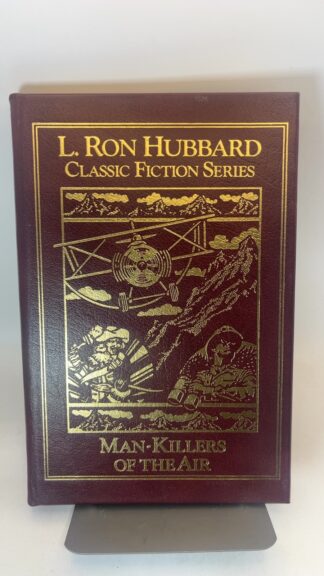 L. RON HUBBARD
CLASSIC FICTION SERIES
MAN-KILLERS
OF THE AIR